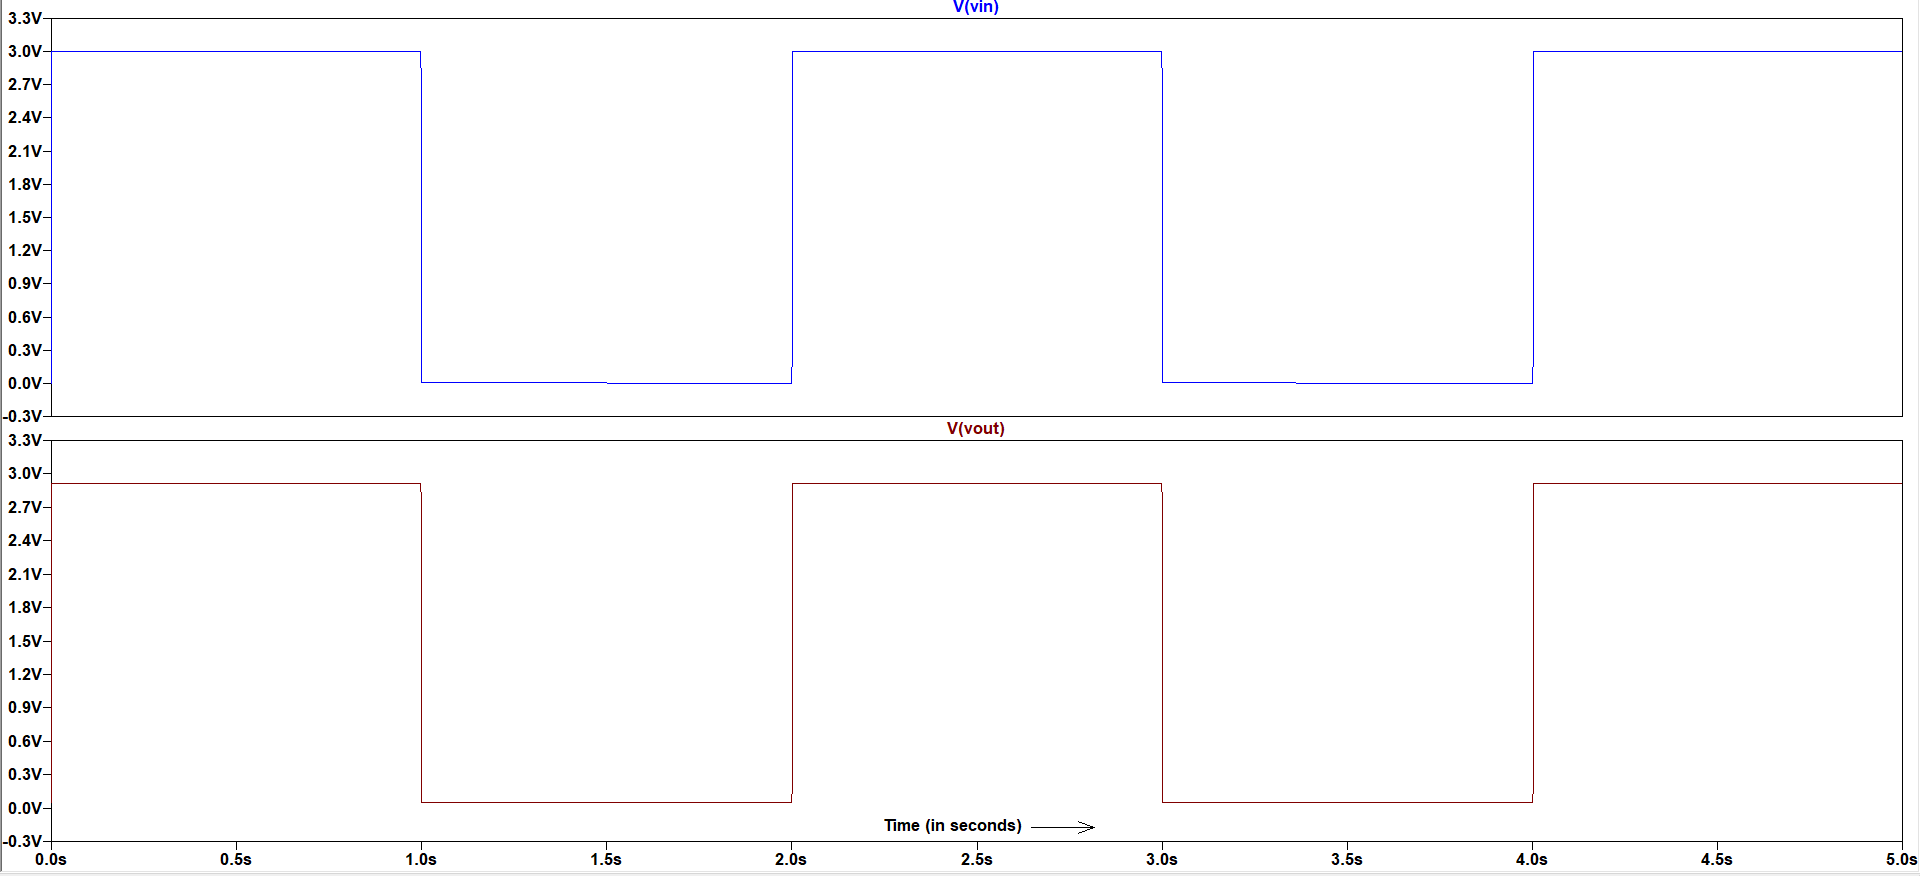 V(vin)
3.3V
3.0V
2.7V
2.4V
2.1V
1.8V
1.5V
1.2V
0.9V
0.6V
0.3V
0.0V
-0.3V
V(vout)
3.3V
3.0V
2.7V
2.4V
2.1V
1.8V
1.5V
1.2V
0.9V
0.6V
0.3V
0.0V
-0.3V
Time (in seconds)
0.0s 0.5s 1.0s 1.5s 2.0s 2.5s 3.0s 3.5s 4.0s 4.5s 5.0s